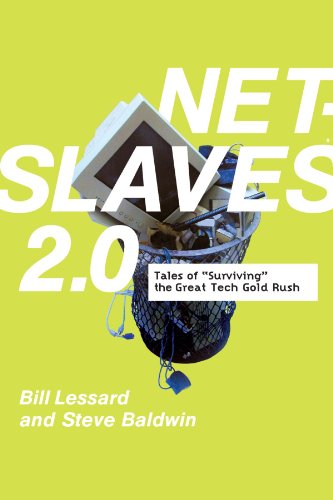 NET-
SLAVES
2.0
Tales of "Surviving"
the Great Tech Gold Rush
Bill Lessard
and Steve Baldwin